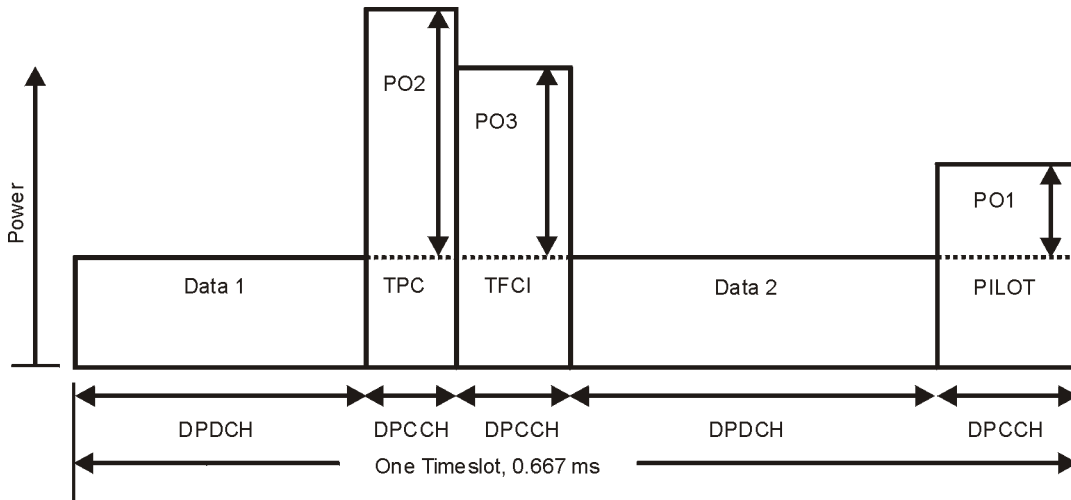 PO2
PO3
PO1
Power
Data 1
TPC
TFCI
Data 2
PILOT
DPDCH
DPCCH
DPCCH
DPDCH
DPCCH
One Timeslot, 0.667 ms